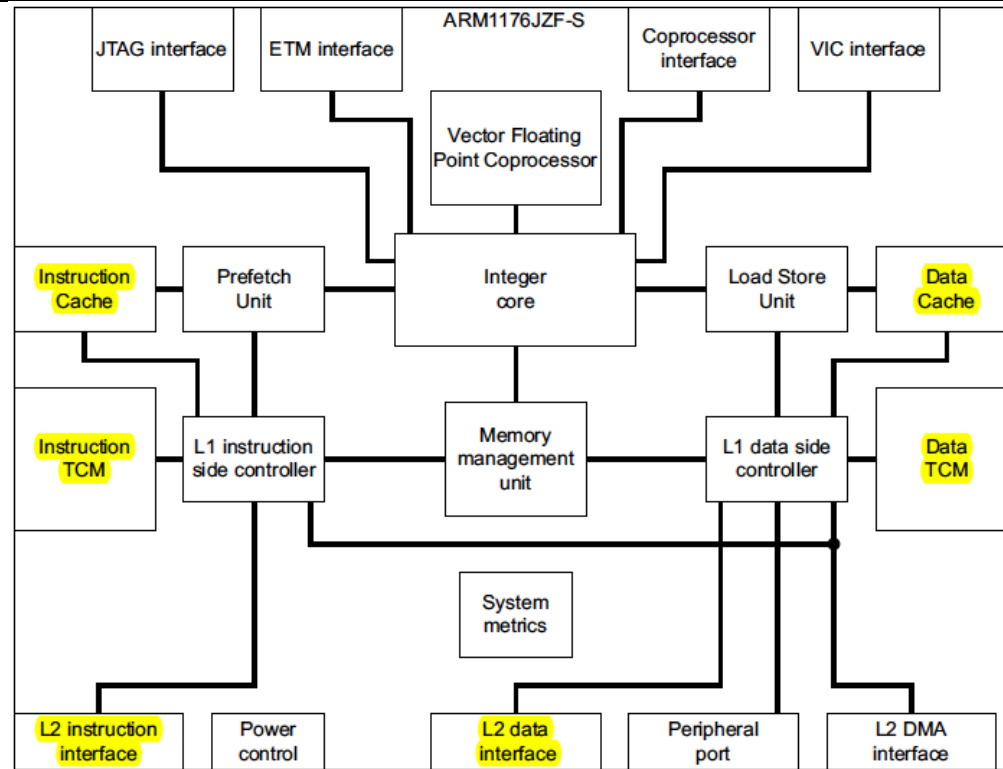 ARM1176JZF-S
JTAG interface
ETM interface
Coprocessor
interface
VIC interface
Vector Floating
Point Coprocessor
Instruction
Cache
Prefetch
Unit
Integer
core
Load Store
Unit
Data
Cache
Instruction
TCM
L1 instruction
side controller
Memory
management
unit
L1 data side
controller
Data
TCM
System
metrics
L2 instruction
interface
Power
control
L2 data
interface
Peripheral
port
L2 DMA
interface